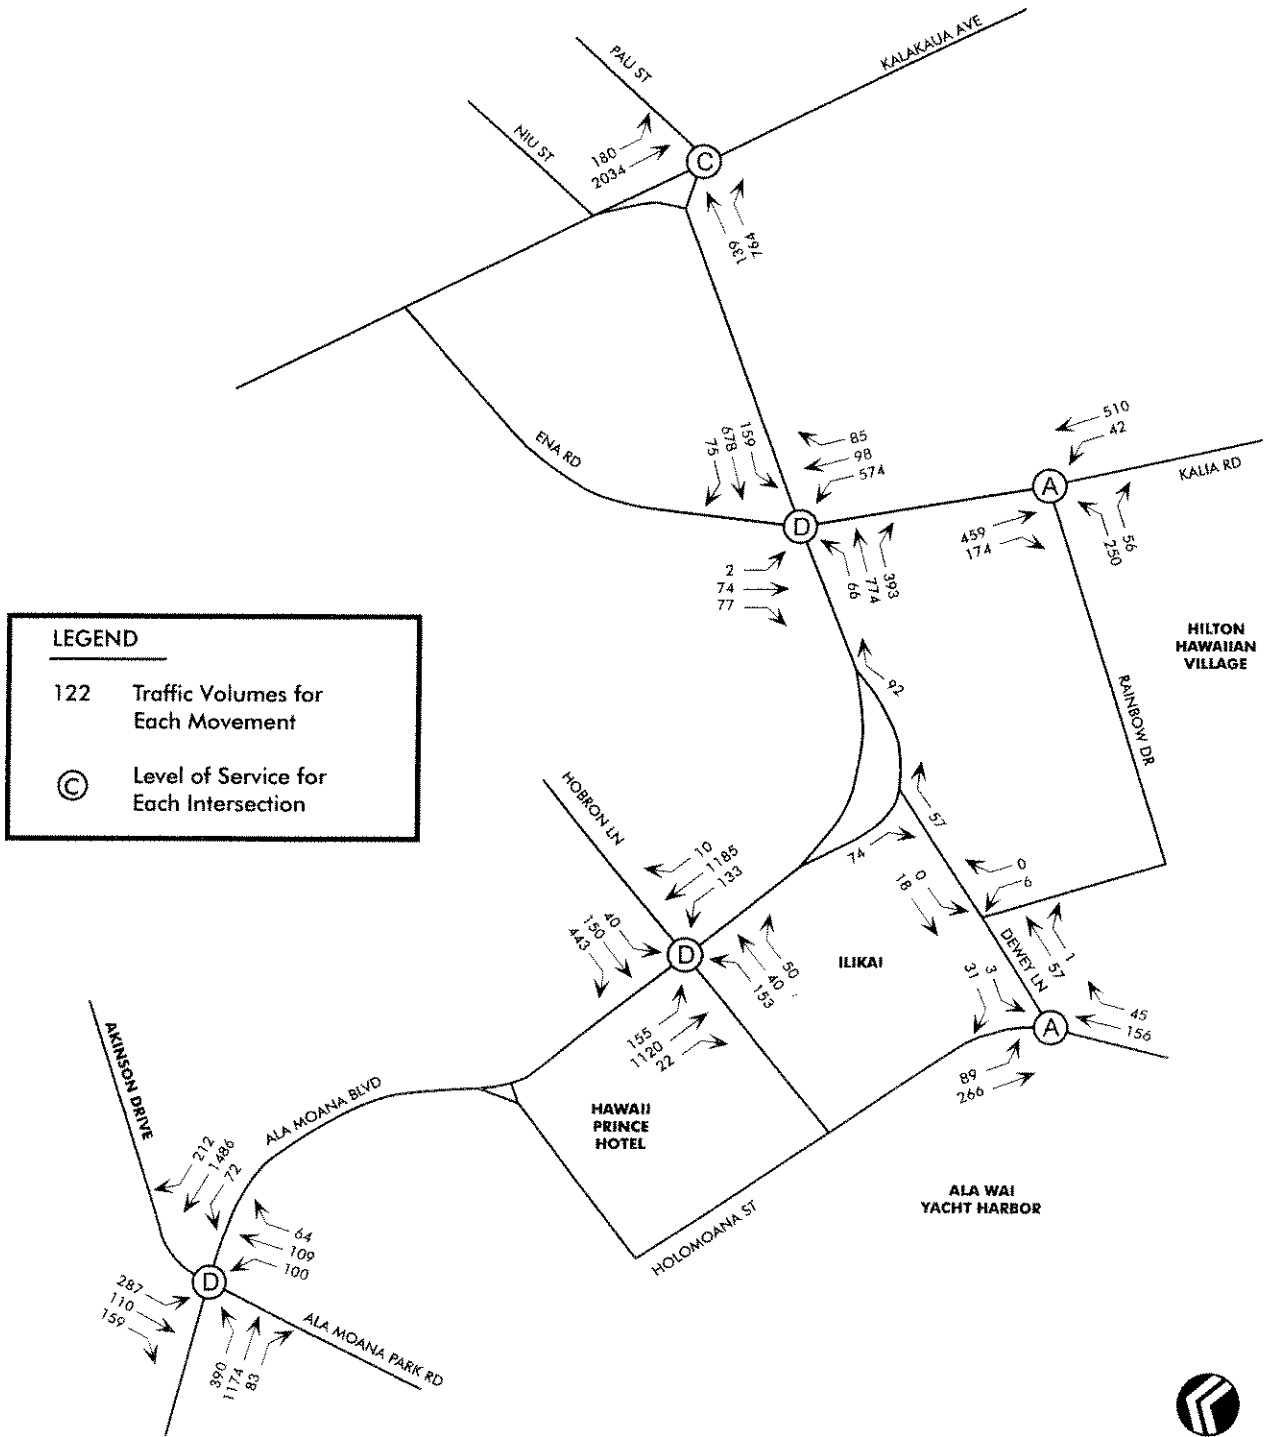 PAU ST
KALAKAUA AVE
NIU ST
180
2034
C
764
139
510
42
KALIA RD
A
159
678
75
85
98
574
ENA RD
D
459
174
56
250
2
74
77
66
774
393
HILTON
HAWAIIAN
VILLAGE
LEGEND
122 Traffic Volumes for
Each Movement
C Level of Service for
Each Intersection
92
RAINBOW DR
HOBRON LN
57
74
10
1185
133
0
18
0
6
40
150
443
D
50
40
153
ILIKAI
DEWEY LN
1
57
3
31
45
156
A
155
1120
22
89
266
AKINSON DRIVE
ALA MOANA BLVD
HAWAII
PRINCE
HOTEL
212
1486
72
ALA WAI
YACHT HARBOR
HOLOMOANA ST
64
109
100
D
287
110
159
390
1174
83
ALA MOANA PARK RD